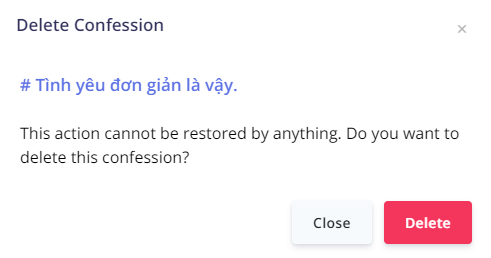 Delete Confession
×
# Tình yêu đơn giản là vậy.
This action cannot be restored by anything. Do you want to
delete this confession?
Close
Delete